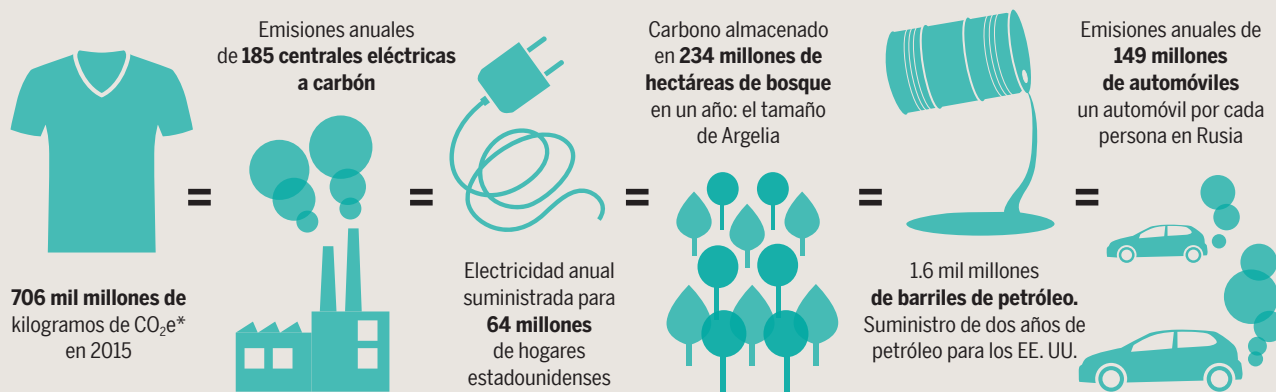 706 mil millones de
kilogramos de CO₂e*
en 2015
=
Emisiones anuales
de 185 centrales eléctricas
a carbón
=
Electricidad anual
suministrada para
64 millones
de hogares
estadounidenses
=
Carbono almacenado
en 234 millones de
hectáreas de bosque
en un año: el tamaño
de Argelia
=
1.6 mil millones
de barriles de petróleo.
Suministro de dos años de
petróleo para los EE. UU.
=
Emisiones anuales de
149 millones
de automóviles
un automóvil por cada
persona en Rusia